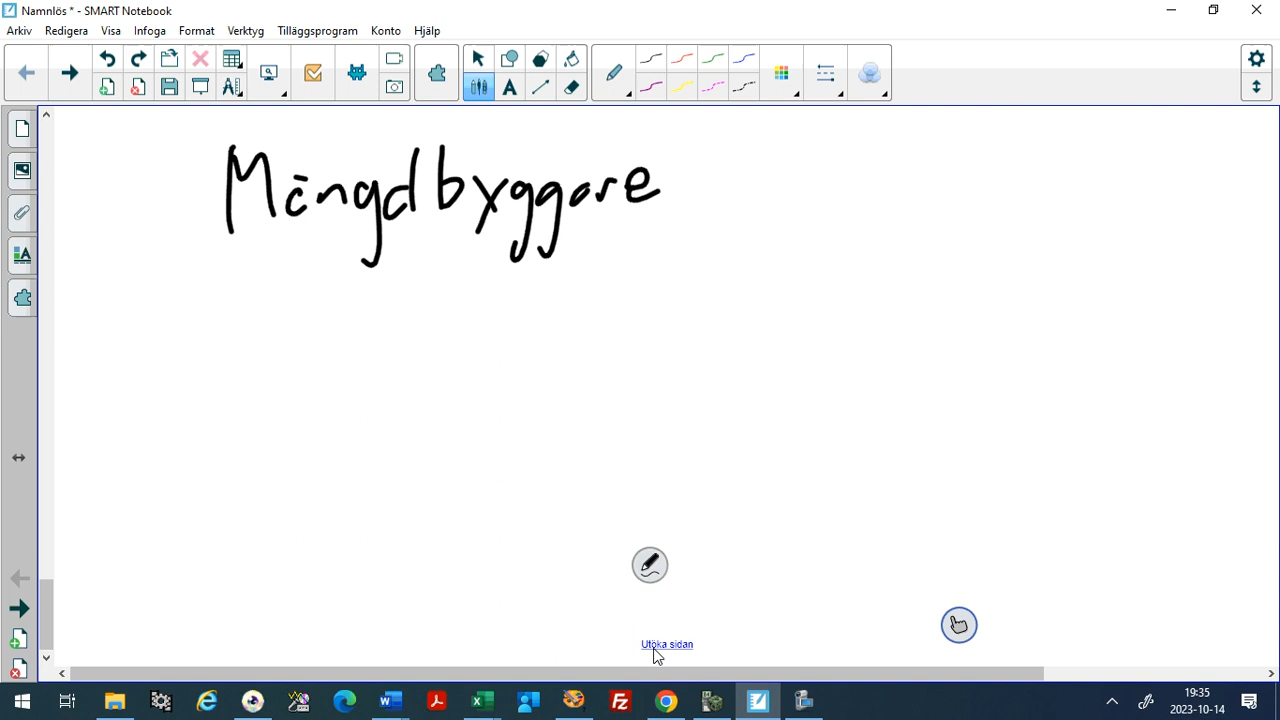 Namnlös * - SMART Notebook
Arkiv Redigera Visa Infoga Format Verktyg Tilläggsprogram Konto Hjälp
Mängdbyggare
Utöka sidan
19:35
2023-10-14